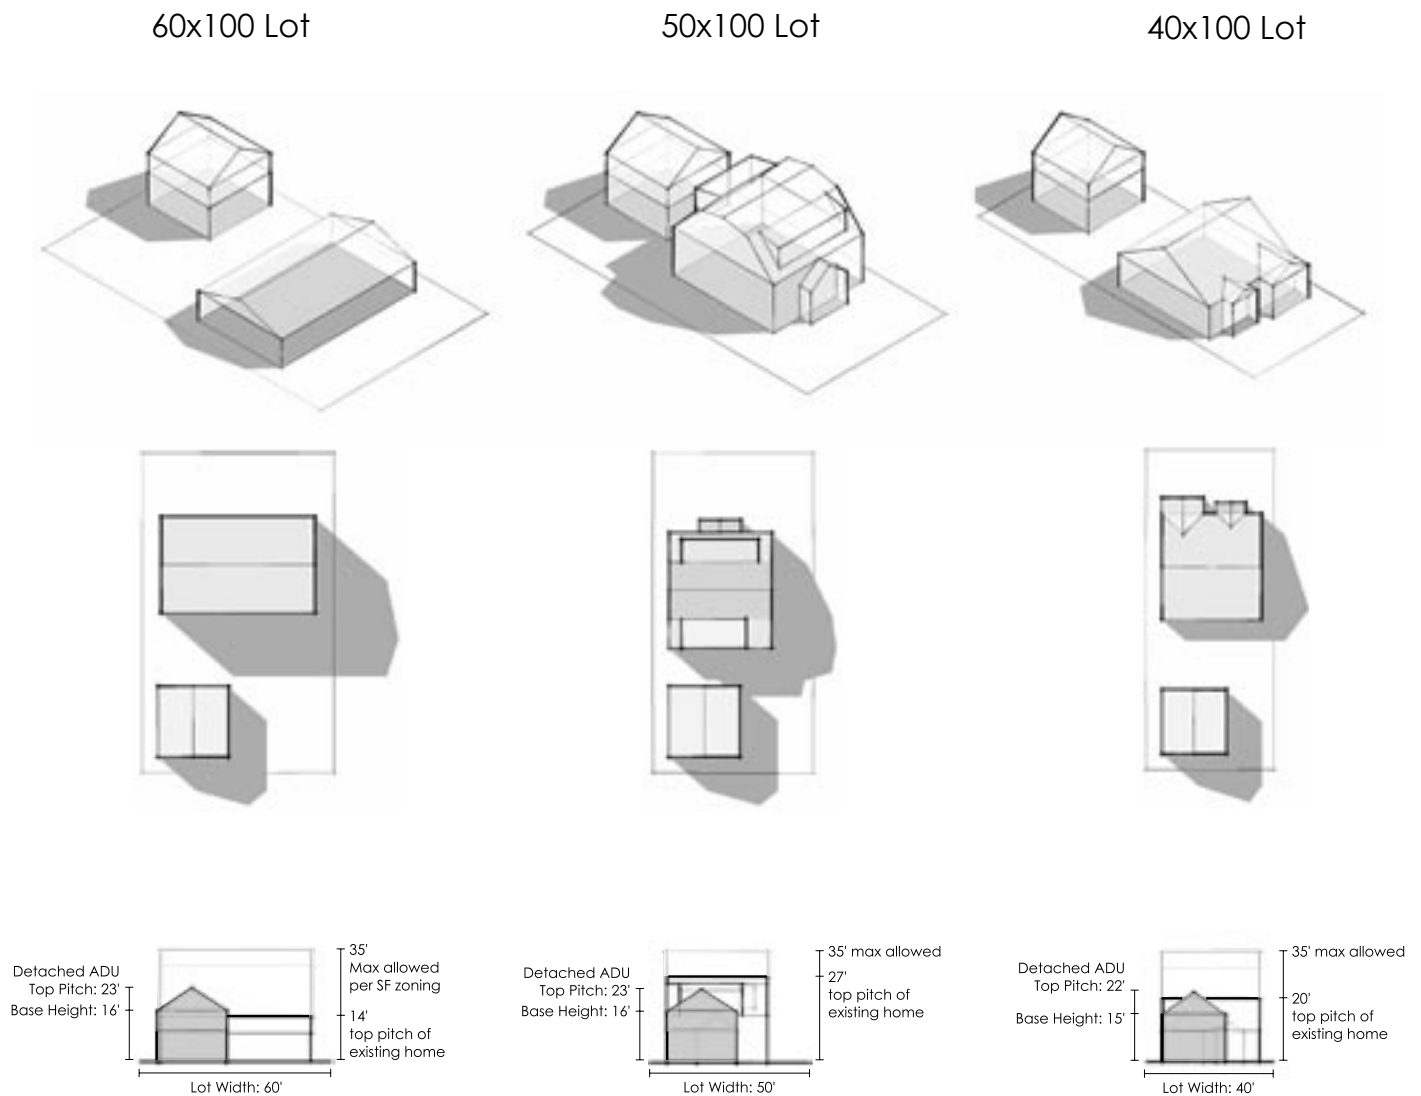 60x100 Lot
50x100 Lot
40x100 Lot
Detached ADU
Top Pitch: 23'
Base Height: 16'
35'
Max allowed
per SF zoning
14'
top pitch of
existing home
Lot Width: 60'
Detached ADU
Top Pitch: 23'
Base Height: 16'
35' max allowed
27'
top pitch of
existing home
Lot Width: 50'
Detached ADU
Top Pitch: 22'
Base Height: 15'
35' max allowed
20'
top pitch of
existing home
Lot Width: 40'